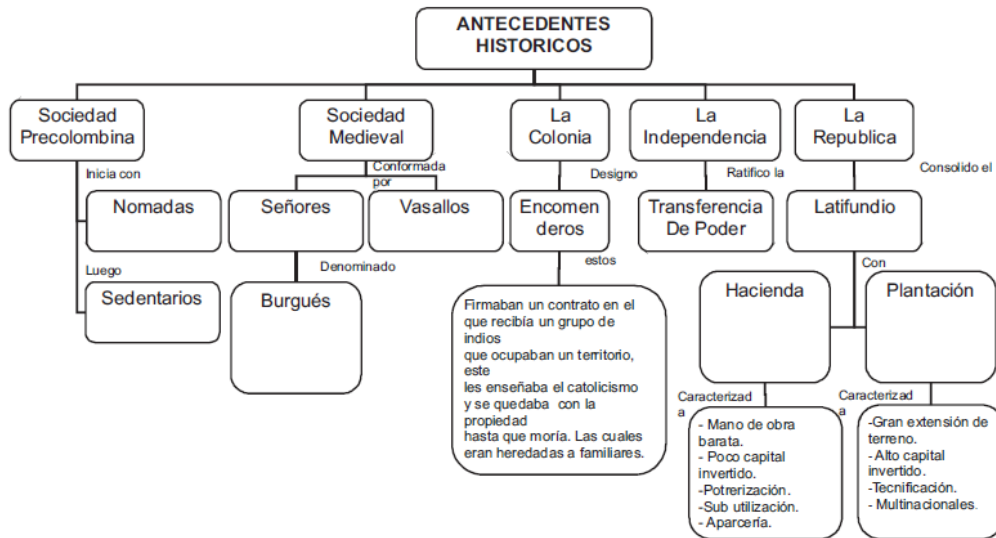 ANTECEDENTES
HISTORICOS
Sociedad
Precolombina
Sociedad
Medieval
La
Colonia
La
Independencia
La
Republica
Inicia con
Conformada
por
Designo
Ratifico la
Consolido el
Nomadas
Señores
Vasallos
Encomen
deros
Transferencia
De Poder
Latifundio
Luego
Denominado
estos
Con
Sedentarios
Burgués
Firmaban un contrato en el
que recibía un grupo de
indios
que ocupaban un territorio,
este
les enseñaba el catolicismo
y se quedaba con la
propiedad
hasta que moría. Las cuales
eran heredadas a familiares.
Hacienda
Plantación
Caracterizad
a
Caracterizad
a
- Mano de obra
barata.
- Poco capital
invertido.
-Potrerización.
-Sub utilización.
- Aparcería.
-Gran extensión de
terreno.
- Alto capital
invertido.
-Tecnificación.
- Multinacionales.